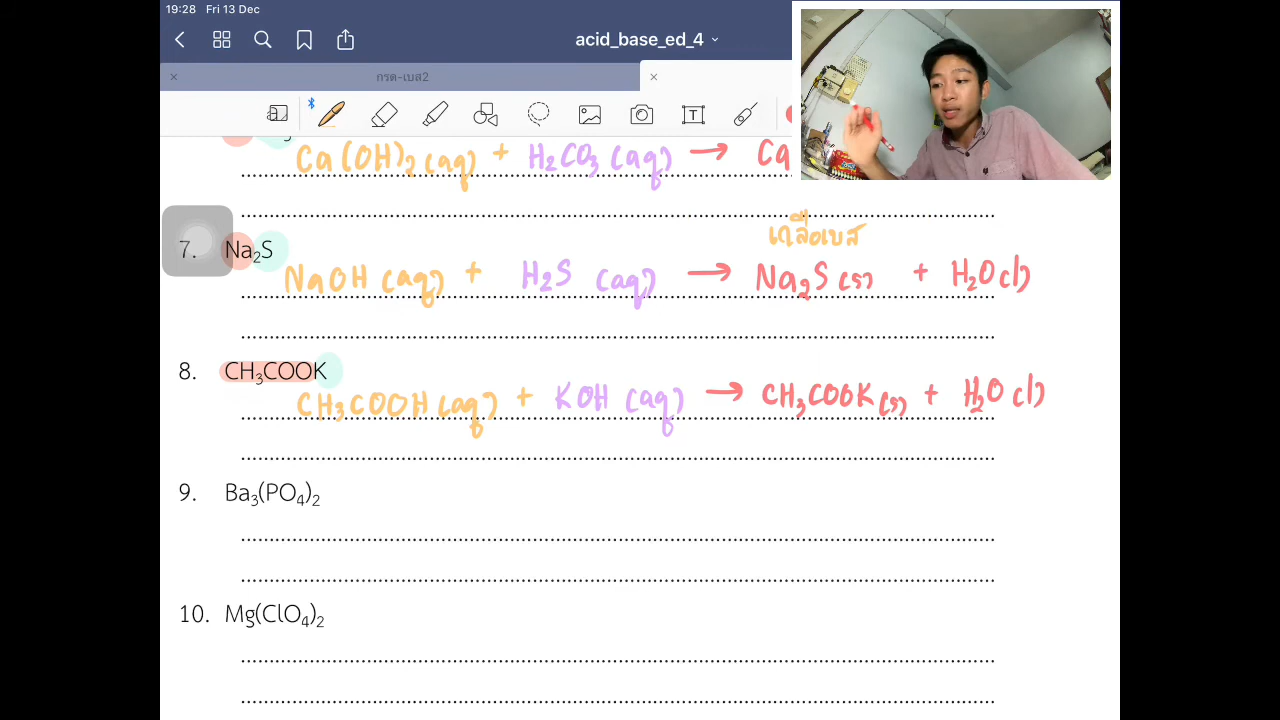 19:28 Fri 13 Dec
acid_base_ed_4
กรด-เบส2
T
Ca(OH)₂(aq) + H₂CO₃(aq) → Ca
เกลือเบส
7. Na₂S
NaOH (aq) + H₂S (aq) → Na₂S(s) + H₂O(l)
8. CH₃COOK
CH₃COOH(aq) + KOH (aq) → CH₃COOK(s) + H₂O(l)
9. Ba₃(PO₄)₂
10. Mg(ClO₄)₂